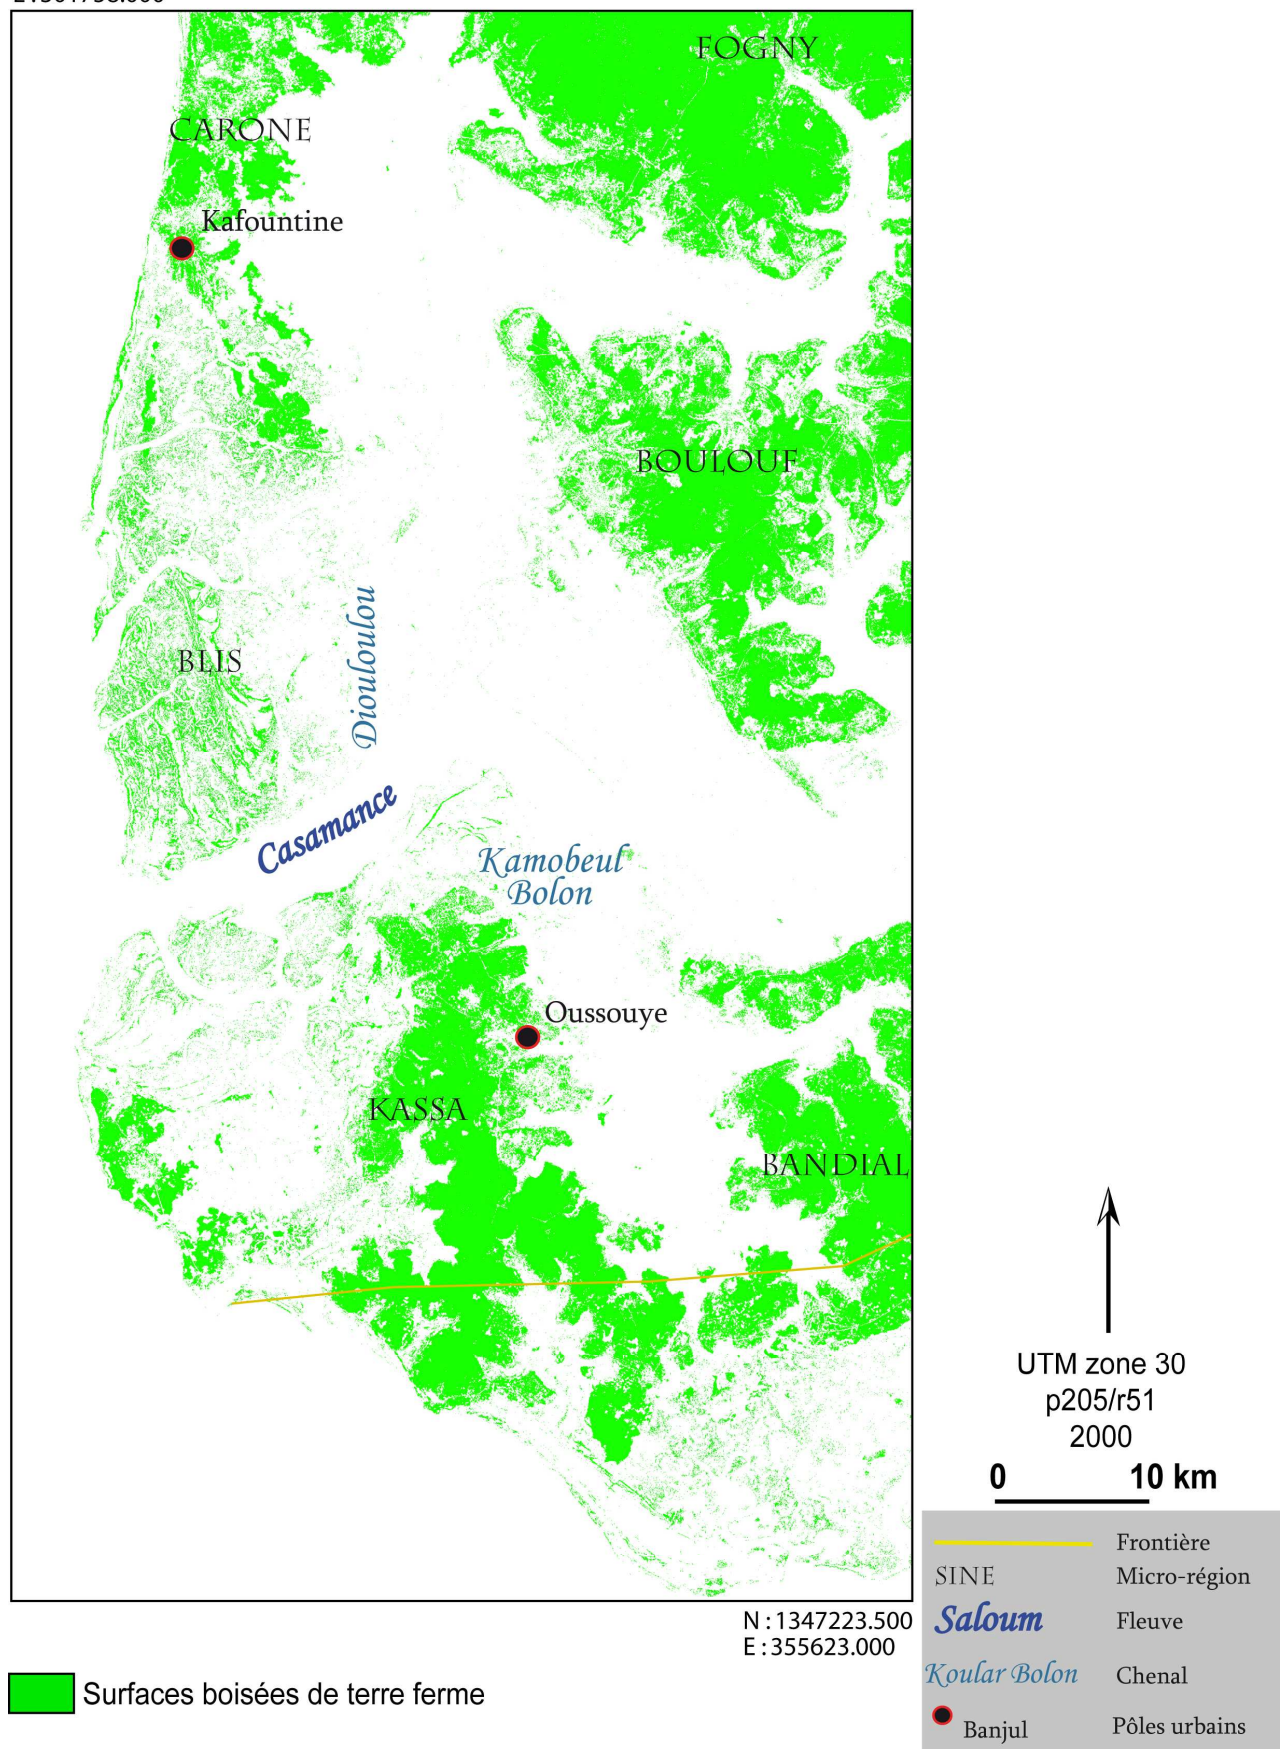 FOGNY
CARONE
Kafountine
BOULOUF
Diouloulou
BLIS
Casamance
Kamobeul
Bolon
Oussouye
KASSA
BANDIAL
UTM zone 30
p205/r51
2000
0 10 km
N : 1347223.500
E : 355623.000
Frontière
SINE Micro-région
Saloum Fleuve
Koular Bolon Chenal
Banjul Pôles urbains
Surfaces boisées de terre ferme